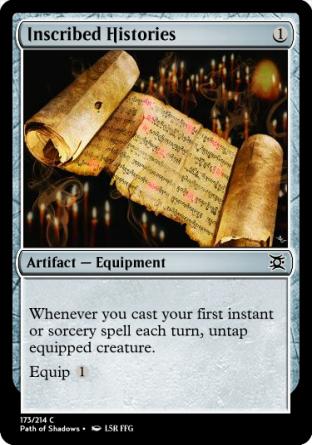 Inscribed Histories 1
Artifact — Equipment
Whenever you cast your first instant
or sorcery spell each turn, untap
equipped creature.
Equip 1
173/214 C
Path of Shadows • LSR FFG